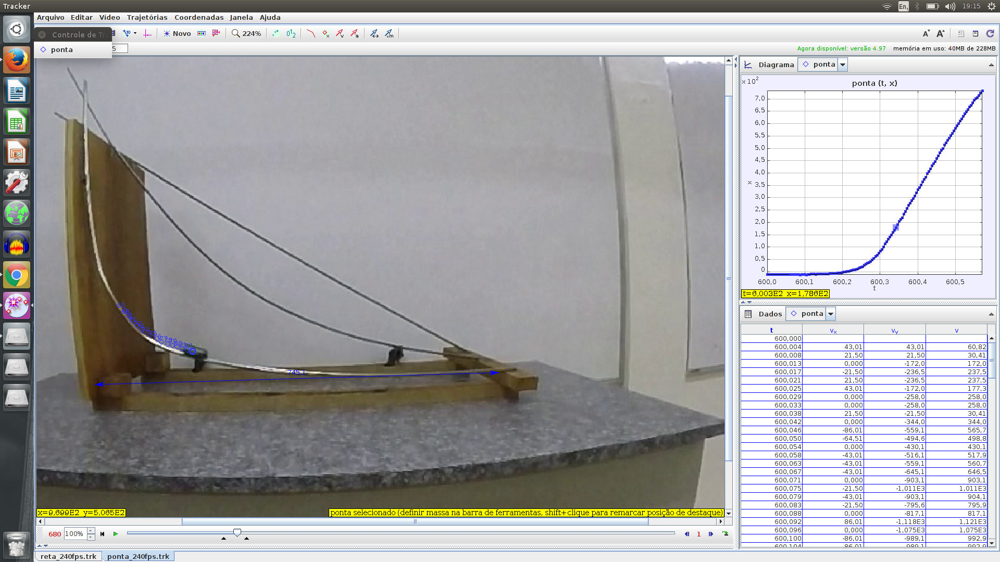 Tracker
En1
19:15
Arquivo Editar Vídeo Trajetórias Coordenadas Janela Ajuda
Controle de Tr
Novo
224%
ponta
5
Agora disponível: versão 4.97 memória em uso: 40MB de 228MB
Diagrama ponta
x10²
ponta (t, x)
7,0
6,5
6,0
5,5
5,0
4,5
4,0
x
3,5
3,0
2,5
2,0
1,5
1,0
0,5
0
600,0 600,1 600,2 600,3 600,4 600,5
t
t=6,003E2 x=1,786E2
Dados ponta
t vx vy v
600,000
600,004 43,01 43,01 60,82
600,008 21,50 21,50 30,41
600,013 0,000 -172,0 172,0
600,017 -21,50 -236,5 237,5
600,021 21,50 -236,5 237,5
600,025 43,01 -172,0 177,3
600,029 0,000 -258,0 258,0
600,033 0,000 -258,0 258,0
600,038 21,50 -21,50 30,41
600,042 0,000 -344,0 344,0
600,046 -86,01 -559,1 565,7
600,050 -64,51 -494,6 498,8
600,054 0,000 -430,1 430,1
600,058 -43,01 -516,1 517,9
600,063 -43,01 -559,1 560,7
600,067 -43,01 -645,1 646,5
600,071 0,000 -903,1 903,1
600,075 -21,50 -1,011E3 1,011E3
600,079 -43,01 -903,1 904,1
600,083 -21,50 -795,6 795,9
600,088 0,000 -817,1 817,1
600,092 86,01 -1,118E3 1,121E3
600,096 0,000 -1,075E3 1,075E3
600,100 -86,01 -989,1 992,9
600,104 -86,01 -989,1 992,9
745,1
x=9,699E2 y=5,065E2
ponta selecionado (definir massa na barra de ferramentas, shift+clique para remarcar posição de destaque)
680 100% 1
reta_240fps.trk ponta_240fps.trk